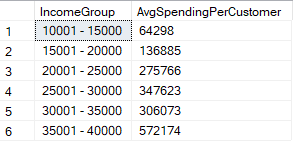 IncomeGroup AvgSpendingPerCustomer
1 10001 - 15000 64298
2 15001 - 20000 136885
3 20001 - 25000 275766
4 25001 - 30000 347623
5 30001 - 35000 306073
6 35001 - 40000 572174